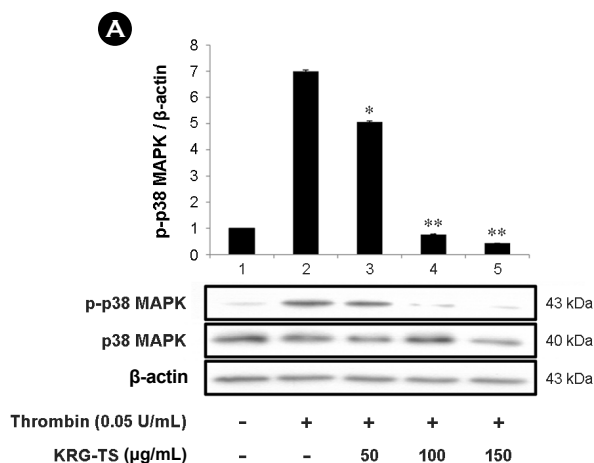 A
p-p38 MAPK / β-actin
8
7
6
5
4
3
2
1
0
*
**
**
1 2 3 4 5
p-p38 MAPK 43 kDa
p38 MAPK 40 kDa
β-actin 43 kDa
Thrombin (0.05 U/mL) - + + + +
KRG-TS (µg/mL) - - 50 100 150